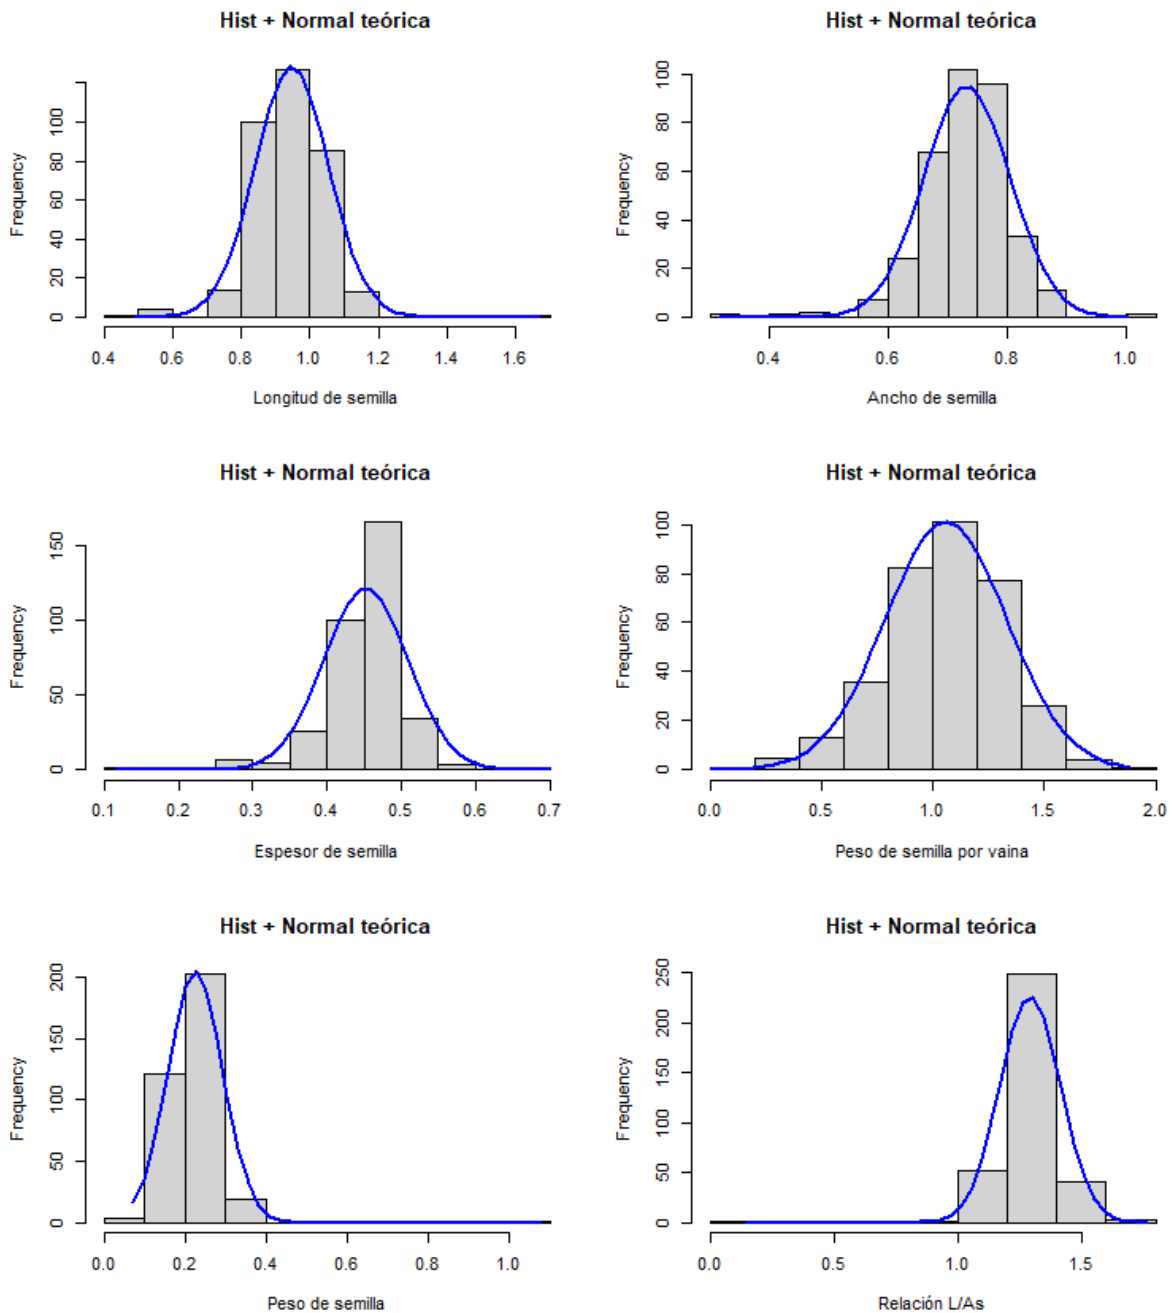 Hist + Normal teórica
Frequency
0 20 40 60 80 100
0.4 0.6 0.8 1.0 1.2 1.4 1.6
Longitud de semilla
Hist + Normal teórica
Frequency
0 20 40 60 80 100
0.4 0.6 0.8 1.0
Ancho de semilla
Hist + Normal teórica
Frequency
0 50 100 150
0.1 0.2 0.3 0.4 0.5 0.6 0.7
Espesor de semilla
Hist + Normal teórica
Frequency
0 20 40 60 80 100
0.0 0.5 1.0 1.5 2.0
Peso de semilla por vaina
Hist + Normal teórica
Frequency
0 50 100 150 200
0.0 0.2 0.4 0.6 0.8 1.0
Peso de semilla
Hist + Normal teórica
Frequency
0 50 100 150 200 250
0.0 0.5 1.0 1.5
Relación L/As